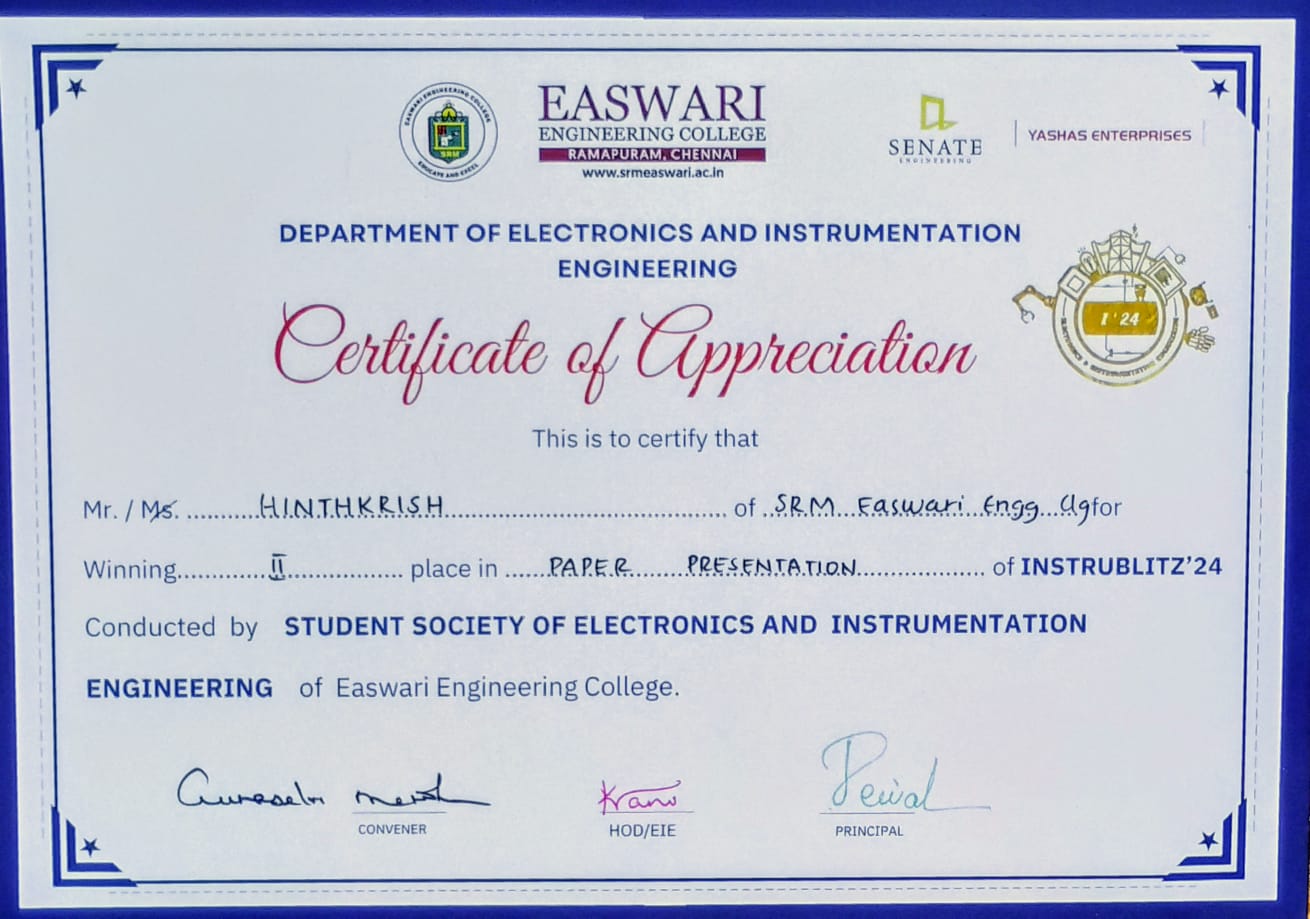 EASWARI ENGINEERING COLLEGE
SRM
EDUCATE AND EXCEL
EASWARI
ENGINEERING COLLEGE
RAMAPURAM, CHENNAI
www.srmeaswari.ac.in
SENATE
ENGINEERING
YASHAS ENTERPRISES
DEPARTMENT OF ELECTRONICS AND INSTRUMENTATION
ENGINEERING
I'24
Certificate of Appreciation
This is to certify that
Mr. / Ms. ..........HINTHKRISH.......................................... of ..SRM Easwari Engg Clg for
Winning..............II.................. place in ......PAPER PRESENTATION................... of INSTRUBLITZ'24
Conducted by STUDENT SOCIETY OF ELECTRONICS AND INSTRUMENTATION
ENGINEERING of Easwari Engineering College.
CONVENER
HOD/EIE
PRINCIPAL